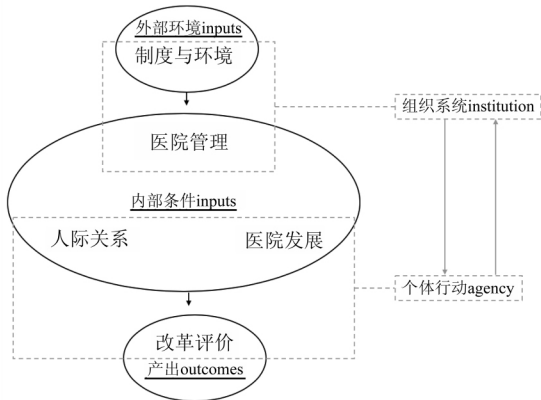 外部环境inputs
制度与环境
组织系统institution
医院管理
内部条件inputs
人际关系
医院发展
个体行动agency
改革评价
产出outcomes